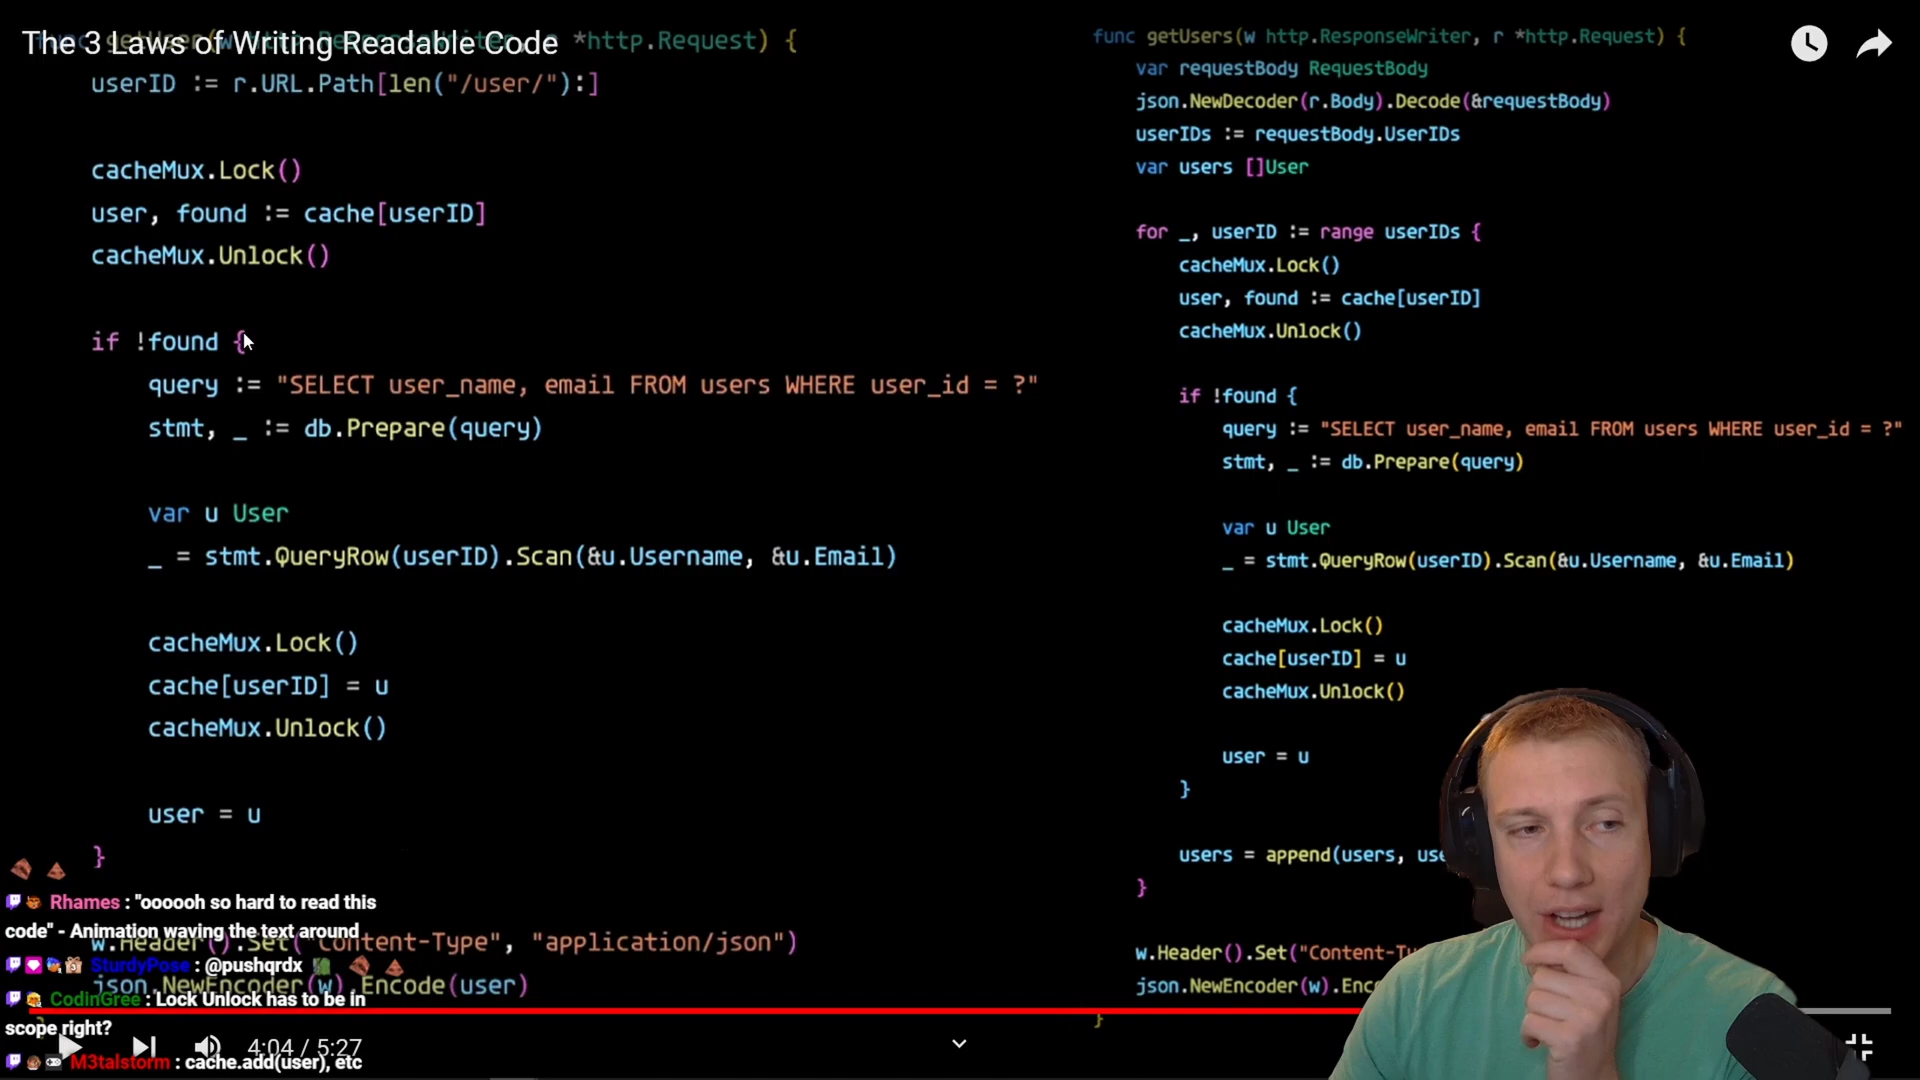 The 3 Laws of Writing Readable Code
*http.Request) {
userID := r.URL.Path[len("/user/"):]
cacheMux.Lock()
user, found := cache[userID]
cacheMux.Unlock()
if !found {
query := "SELECT user_name, email FROM users WHERE user_id = ?"
stmt, _ := db.Prepare(query)
var u User
_ = stmt.QueryRow(userID).Scan(&u.Username, &u.Email)
cacheMux.Lock()
cache[userID] = u
cacheMux.Unlock()
user = u
}
w.Header().Set("Content-Type", "application/json")
json.NewEncoder(w).Encode(user)
func getUsers(w http.ResponseWriter, r *http.Request) {
var requestBody RequestBody
json.NewDecoder(r.Body).Decode(&requestBody)
userIDs := requestBody.UserIDs
var users []User
for _, userID := range userIDs {
cacheMux.Lock()
user, found := cache[userID]
cacheMux.Unlock()
if !found {
query := "SELECT user_name, email FROM users WHERE user_id = ?"
stmt, _ := db.Prepare(query)
var u User
_ = stmt.QueryRow(userID).Scan(&u.Username, &u.Email)
cacheMux.Lock()
cache[userID] = u
cacheMux.Unlock()
user = u
}
users = append(users, use
}
w.Header().Set("Content-Ty
json.NewEncoder(w).Enc
}
Rhames : "oooooh so hard to read this
code" - Animation waving the text around
SturdyPose : @pushqrdx
CodinGree : Lock Unlock has to be in
scope right?
M3talstorm : cache.add(user), etc
4:04 / 5:27